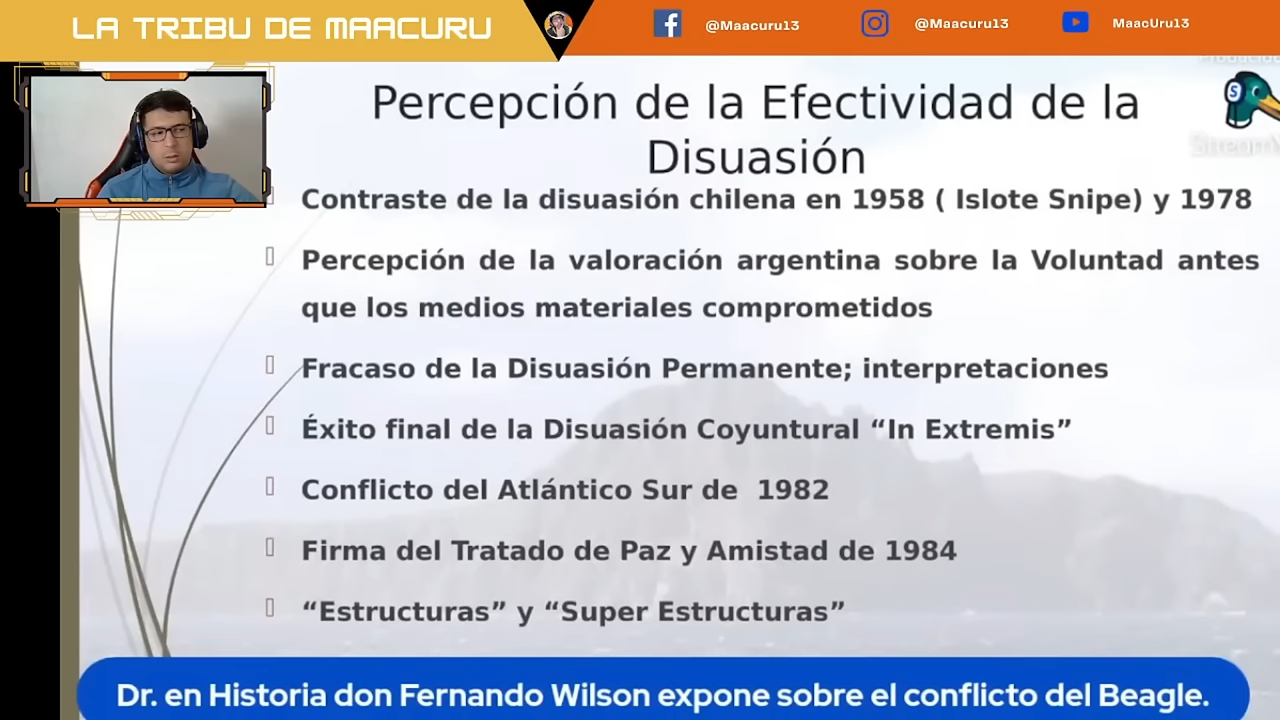 LA TRIBU DE MAACURU
@Maacuru13
@Maacuru13
MaacUru13
Percepción de la Efectividad de la
Disuasión
Contraste de la disuasión chilena en 1958 ( Islote Snipe) y 1978
Percepción de la valoración argentina sobre la Voluntad antes
que los medios materiales comprometidos
Fracaso de la Disuasión Permanente; interpretaciones
Éxito final de la Disuasión Coyuntural “In Extremis”
Conflicto del Atlántico Sur de 1982
Firma del Tratado de Paz y Amistad de 1984
“Estructuras” y “Super Estructuras”
Dr. en Historia don Fernando Wilson expone sobre el conflicto del Beagle.